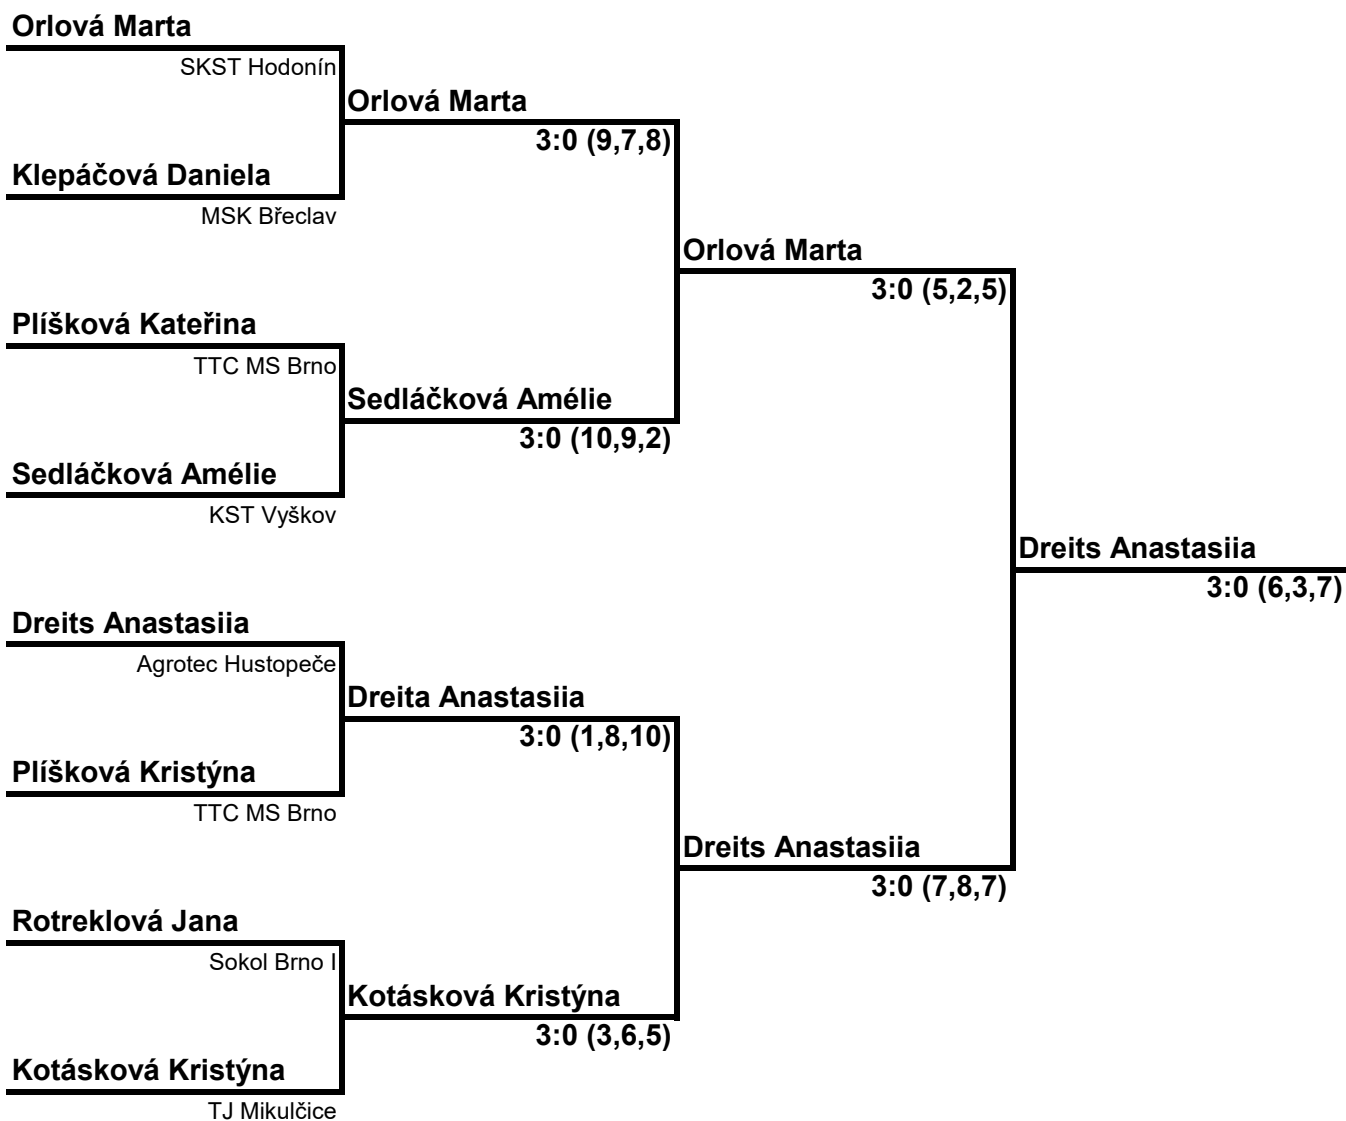 Orlová Marta
SKST Hodonín
Orlová Marta
3:0 (9,7,8)
Klepáčová Daniela
MSK Břeclav
Orlová Marta
3:0 (5,2,5)
Plíšková Kateřina
TTC MS Brno
Sedláčková Amélie
3:0 (10,9,2)
Sedláčková Amélie
KST Vyškov
Dreits Anastasiia
3:0 (6,3,7)
Dreits Anastasiia
Agrotec Hustopeče
Dreita Anastasiia
3:0 (1,8,10)
Plíšková Kristýna
TTC MS Brno
Dreits Anastasiia
3:0 (7,8,7)
Rotreklová Jana
Sokol Brno I
Kotásková Kristýna
3:0 (3,6,5)
Kotásková Kristýna
TJ Mikulčice